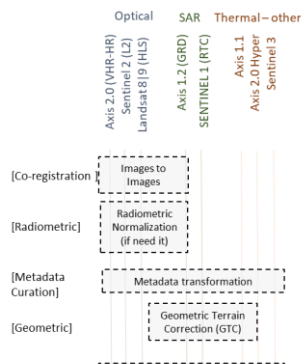 Optical SAR Thermal – other
Axis 2.0 (VHR-HR)
Sentinel 2 (L2)
Landsat 8|9 (HLS)
Axis 1.2 (GRD)
SENTINEL 1 (RTC)
Axis 1.1
Axis 2.0 Hyper
Sentinel 3
[Co-registration ]
Images to
Images
[Radiometric]
Radiometric
Normalization
(if need it)
[Metadata
Curation]
Metadata transformation
[Geometric]
Geometric Terrain
Correction (GTC)